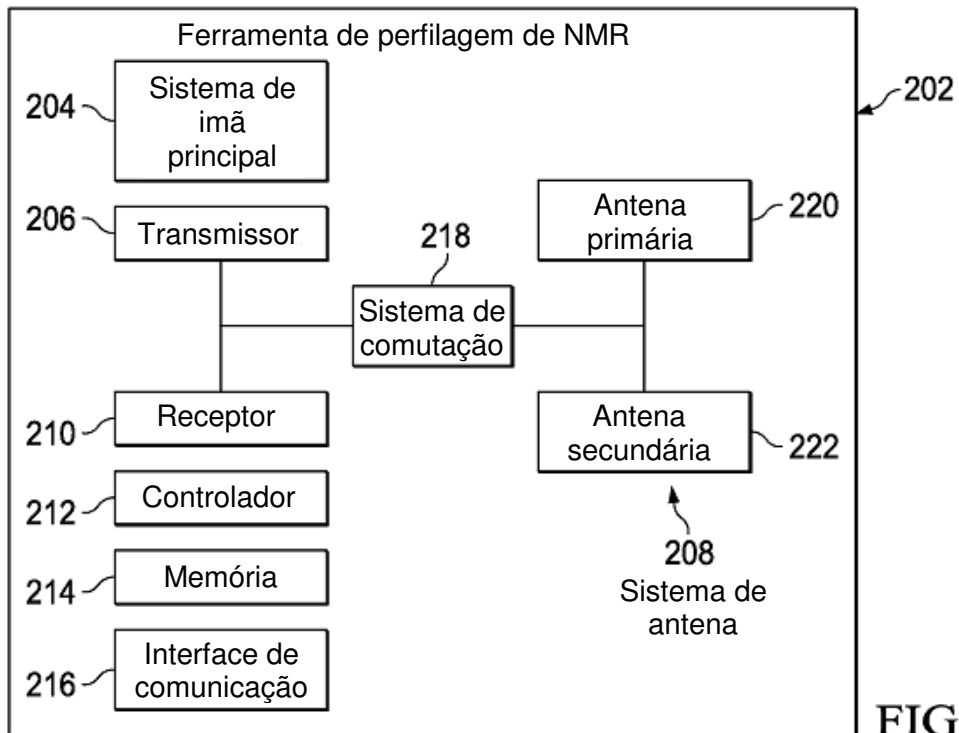 Ferramenta de perfilagem de NMR
204
Sistema de
imã
principal
202
206
Transmissor
218
Sistema de
comutação
Antena
primária
220
210
Receptor
Antena
secundária
222
212
Controlador
208
Sistema de
antena
214
Memória
216
Interface de
comunicação
FIG